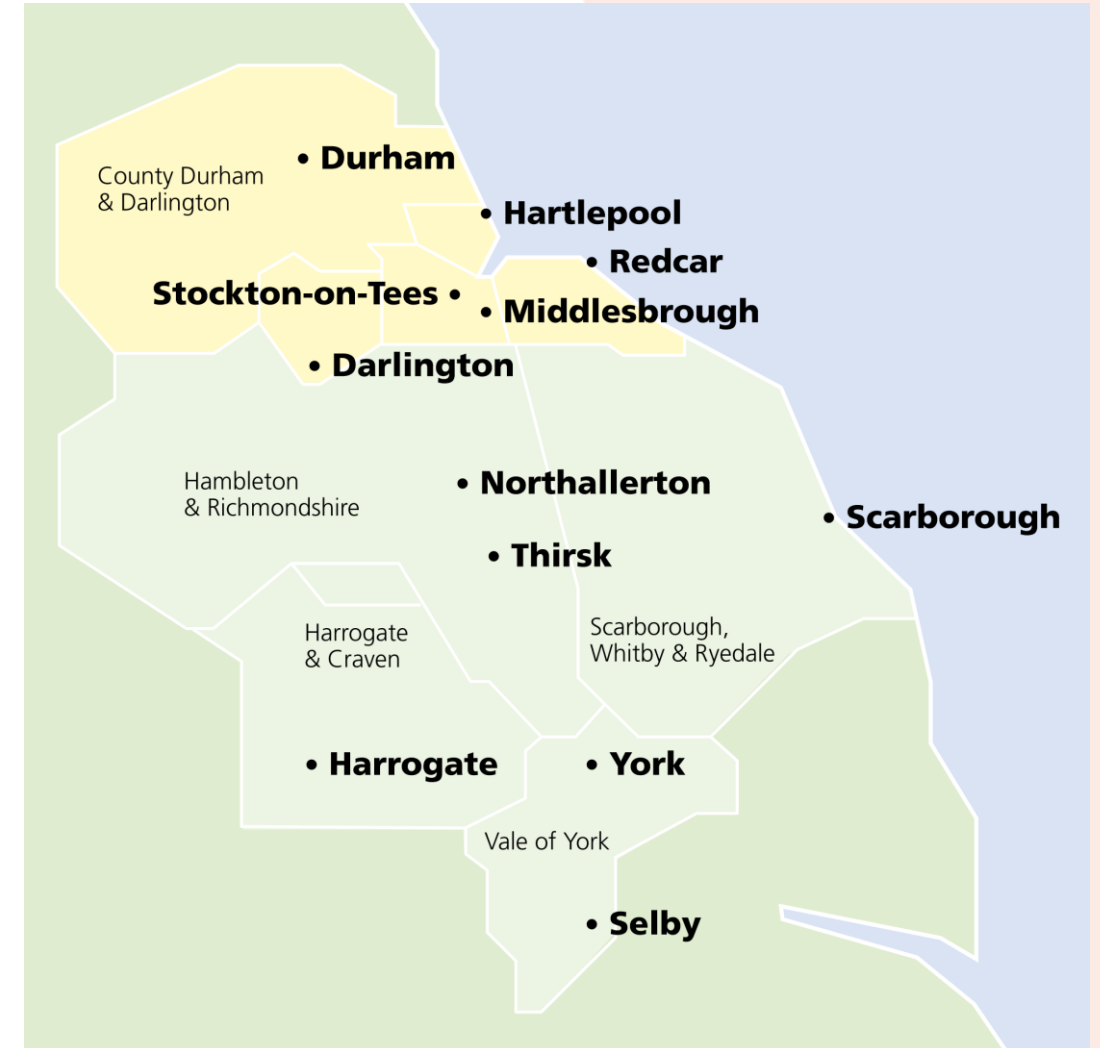 Durham
County Durham
& Darlington
Hartlepool
Redcar
Stockton-on-Tees
Middlesbrough
Darlington
Hambleton
& Richmondshire
Northallerton
Scarborough
Thirsk
Harrogate
& Craven
Scarborough,
Whitby & Ryedale
Harrogate
York
Vale of York
Selby